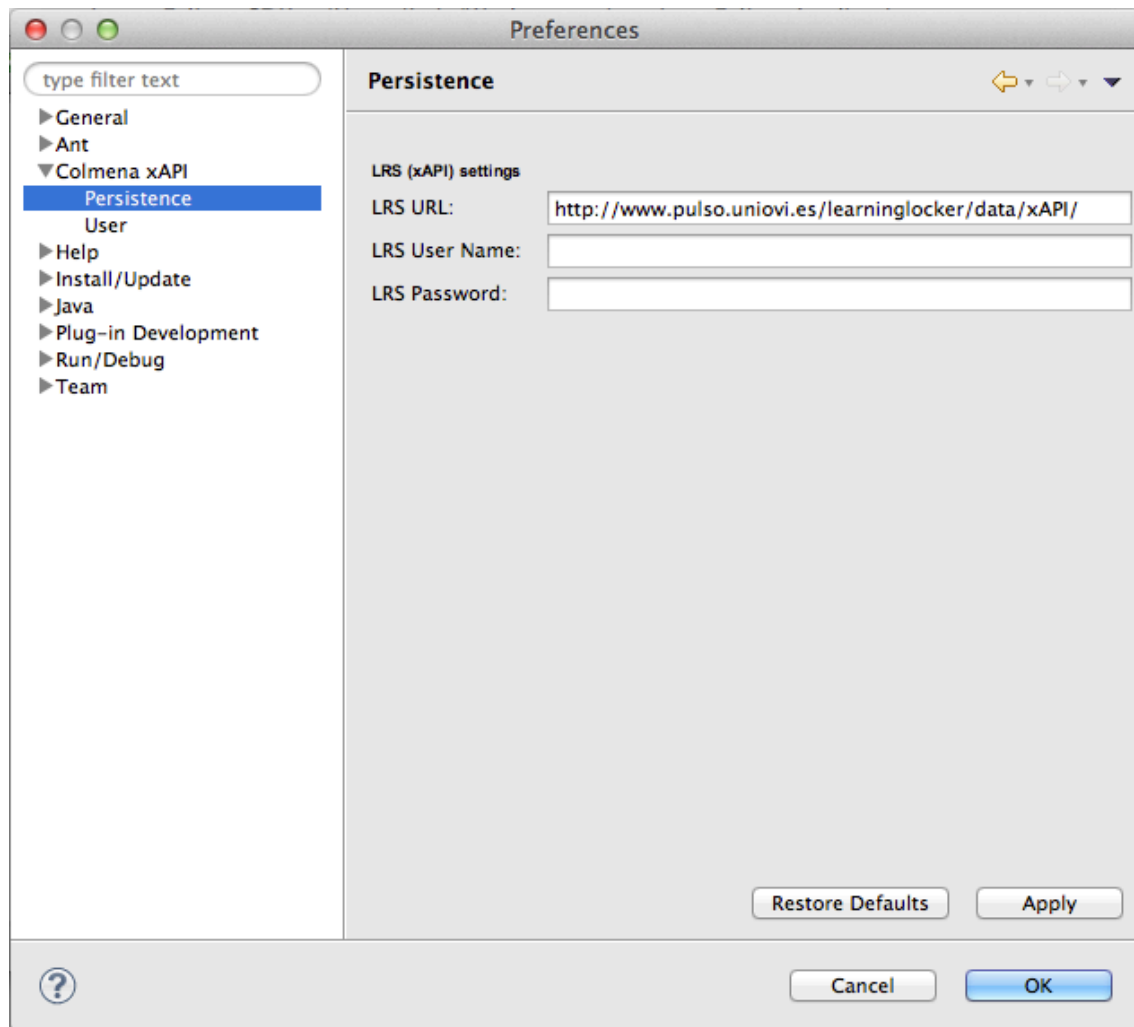 Preferences
type filter text
General
Ant
Colmena xAPI
Persistence
User
Help
Install/Update
Java
Plug-in Development
Run/Debug
Team
Persistence
LRS (xAPI) settings
LRS URL: http://www.pulso.uniovi.es/learninglocker/data/xAPI/
LRS User Name:
LRS Password:
Restore Defaults Apply
? Cancel OK